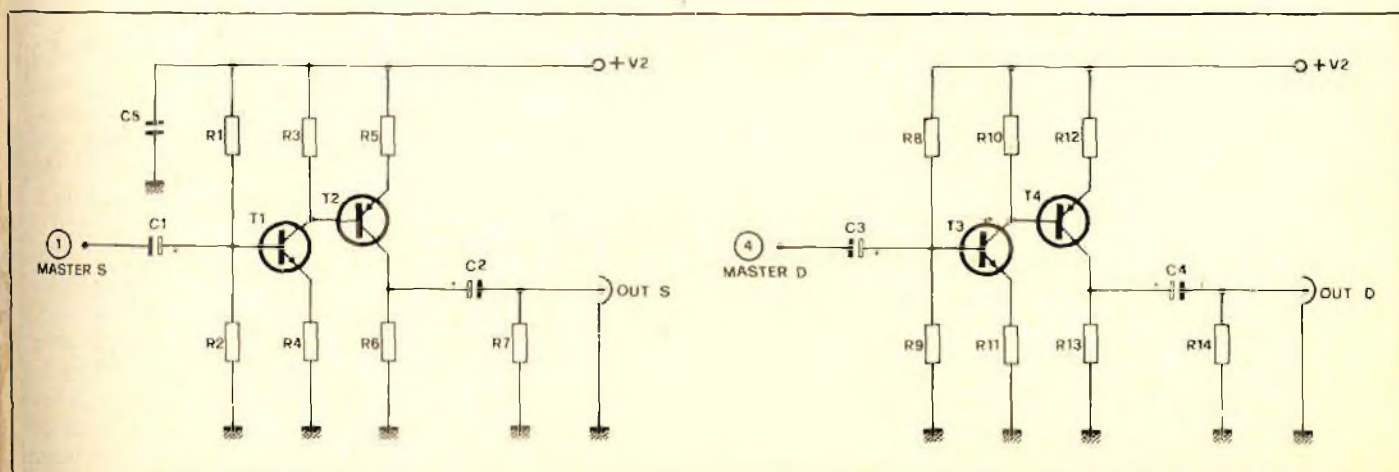 +V2
C5
R1
R3
R5
T2
T1
C1
1
MASTER S
C2
OUT S
R2
R4
R6
R7
+V2
R8
R10
R12
T4
T3
C3
4
MASTER D
C4
OUT D
R9
R11
R13
R14